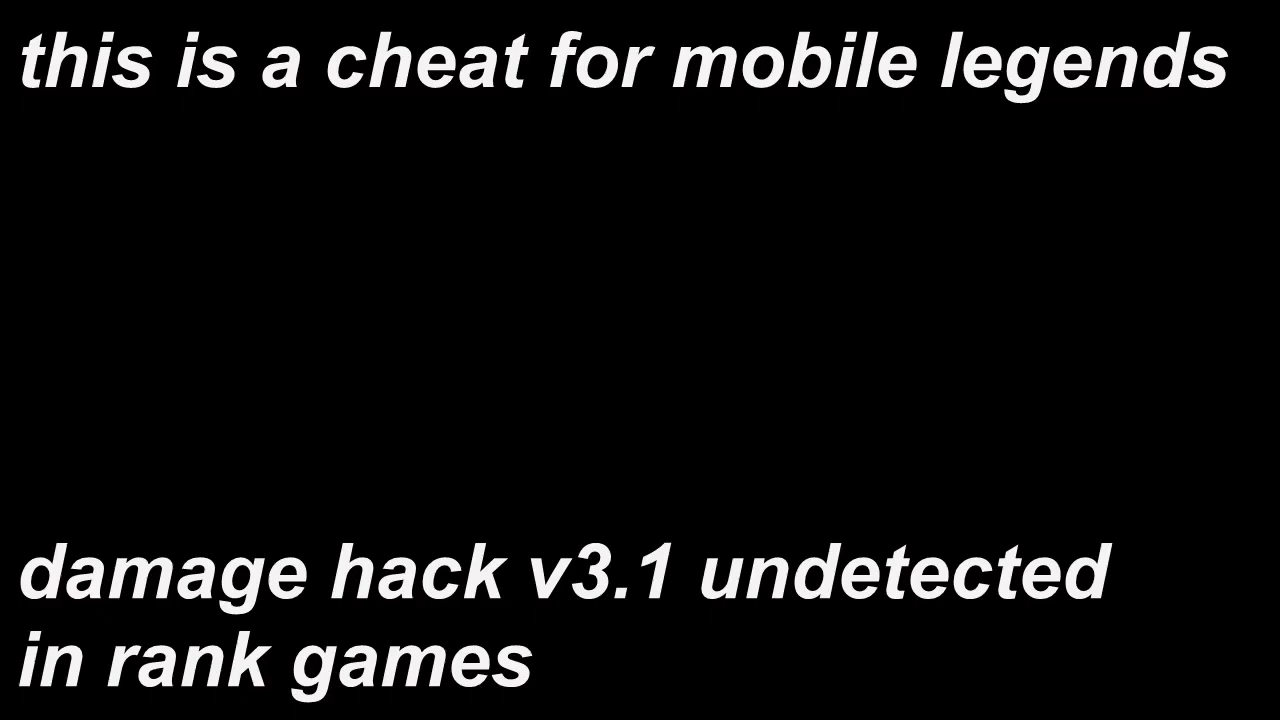 this is a cheat for mobile legends
damage hack v3.1 undetected
in rank games